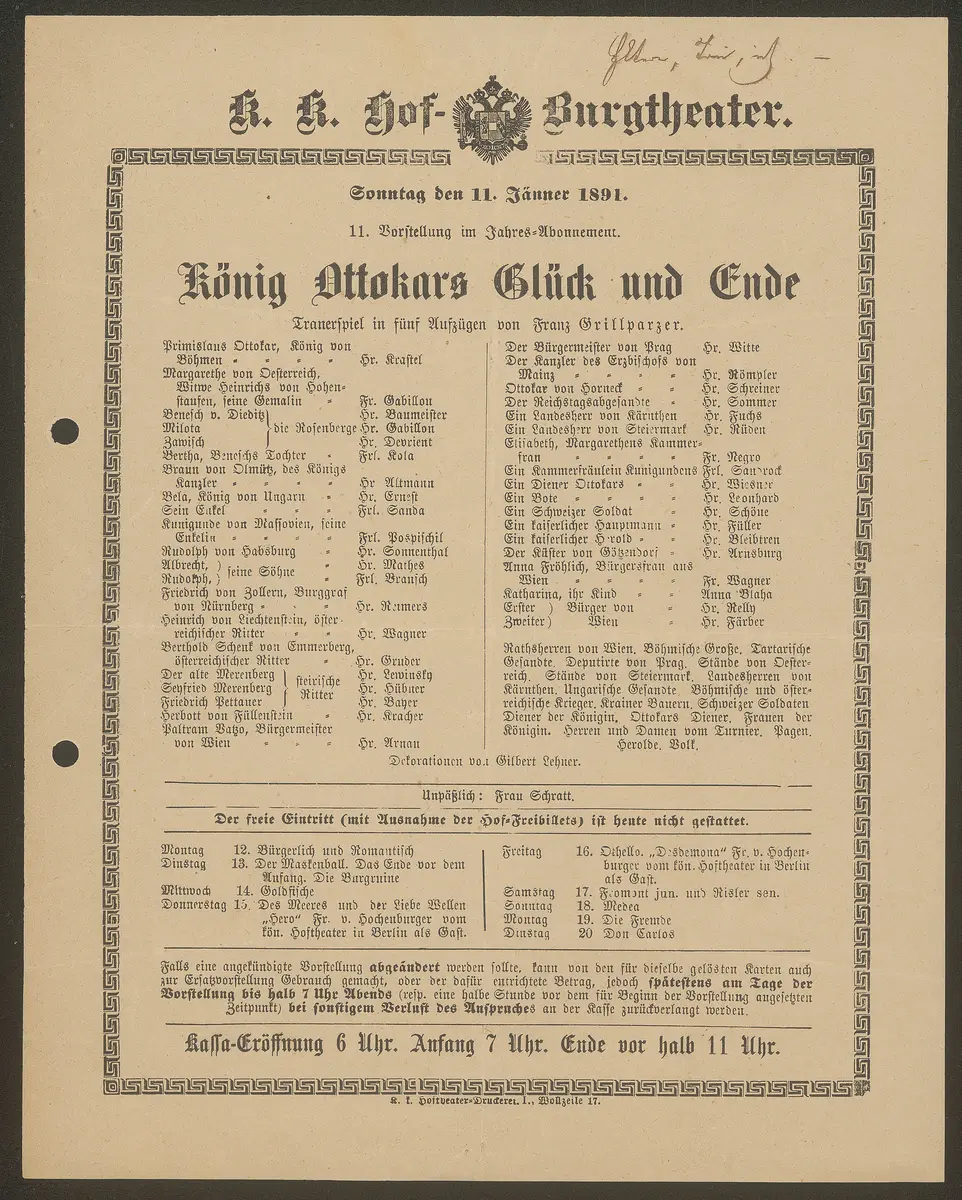 K. K. Hof-Burgtheater.
Sonntag den 11. Jänner 1891.
11. Vorstellung im Jahres-Abonnement.
König Ottokars Glück und Ende
Trauerspiel in fünf Aufzügen von Franz Grillparzer.
Primislaus Ottokar, König von
Böhmen - - - - Hr. Krastel
Margarethe von Oesterreich,
Witwe Heinrichs von Hohen-
staufen, seine Gemalin - Fr. Gabillon
Benesch v. Dieditz Hr. Baumeister
Milota } die Rosenberge Hr. Gabillon
Zawisch Hr. Devrient
Bertha, Beneschs Tochter - Frl. Kola
Braun von Olmütz, des Königs
Kanzler - - - - Hr Altmann
Bela, König von Ungarn - Hr. Ernest
Sein Enkel - - - Frl. Sanda
Kunigunde von Massovien, seine
Enkelin - - - - Frl. Pospischil
Rudolph von Habsburg - Hr. Sonnenthal
Albrecht, ) seine Söhne - Hr. Mathes
Rudolph, ) - Frl. Brausch
Friedrich von Zollern, Burggraf
von Nürnberg - - - Hr. Reimers
Heinrich von Liechtenstein, öster-
reichischer Ritter - - Hr. Wagner
Berthold Schenk von Emmerberg,
österreichischer Ritter - Hr. Gruder
Der alte Merenberg Hr. Lewinsky
Seyfried Merenberg } steirische Ritter Hr. Hübner
Friedrich Pettauer Hr. Bayer
Herbott von Füllenstein - Hr. Kracher
Paltram Vatzo, Bürgermeister
von Wien - - - Hr. Arnau
Der Bürgermeister von Prag Hr. Witte
Der Kanzler des Erzbischofs von
Mainz - - - - Hr. Römpler
Ottokar von Horneck - - Hr. Schreiner
Der Reichstagsabgesandte - Hr. Sommer
Ein Landesherr von Kärnthen Hr. Fuchs
Ein Landesherr von Steiermark Hr. Rüden
Elisabeth, Margarethens Kammer-
frau - - - - Fr. Negro
Ein Kammerfräulein Kunigundens Frl. Sandrock
Ein Diener Ottokars - - Hr. Wiesner
Ein Bote - - - - Hr. Leonhard
Ein Schweizer Soldat - Hr. Schöne
Ein kaiserlicher Hauptmann - Hr. Füller
Ein kaiserlicher Herold - - Hr. Bleibtreu
Der Küster von Götzendorf - Hr. Arnsburg
Anna Fröhlich, Bürgersfrau aus
Wien - - - - Fr. Wagner
Katharina, ihr Kind - - Anna Blaha
Erster ) Bürger von - Hr. Nelly
Zweiter ) Wien - Hr. Färber
Rathsherren von Wien. Böhmische Große. Tartarische
Gesandte. Deputirte von Prag. Stände von Oester-
reich. Stände von Steiermark. Landesherren von
Kärnthen. Ungarische Gesandte. Böhmische und öster-
reichische Krieger. Krainer Bauern. Schweizer Soldaten
Diener der Königin. Ottokars Diener. Frauen der
Königin. Herren und Damen vom Turnier. Pagen.
Herolde. Volk.
Dekorationen von Gilbert Lehner.
Unpäßlich: Frau Schratt.
Der freie Eintritt (mit Ausnahme der Hof-Freibillets) ist heute nicht gestattet.
Montag 12. Bürgerlich und Romantisch
Dinstag 13. Der Maskenball. Das Ende vor dem
Anfang. Die Burgruine
Mittwoch 14. Goldfische
Donnerstag 15. Des Meeres und der Liebe Wellen
„Hero" Fr. v. Hochenburger vom
kön. Hoftheater in Berlin als Gast.
Freitag 16. Othello. „Desdemona" Fr. v. Hochen-
burger vom kön. Hoftheater in Berlin
als Gast.
Samstag 17. Fromont jun. und Risler sen.
Sonntag 18. Medea
Montag 19. Die Fremde
Dinstag 20 Don Carlos
Falls eine angekündigte Vorstellung abgeändert werden sollte, kann von den für dieselbe gelösten Karten auch
zur Ersatzvorstellung Gebrauch gemacht, oder der dafür entrichtete Betrag, jedoch spätestens am Tage der
Vorstellung bis halb 7 Uhr Abends (resp. eine halbe Stunde vor dem für Beginn der Vorstellung angesetzten
Zeitpunkt) bei sonstigem Verlust des Anspruches an der Kasse zurückverlangt werden.
Kassa-Eröffnung 6 Uhr. Anfang 7 Uhr. Ende vor halb 11 Uhr.
K. k. Hoftheater-Druckerei, I., Wollzeile 17.